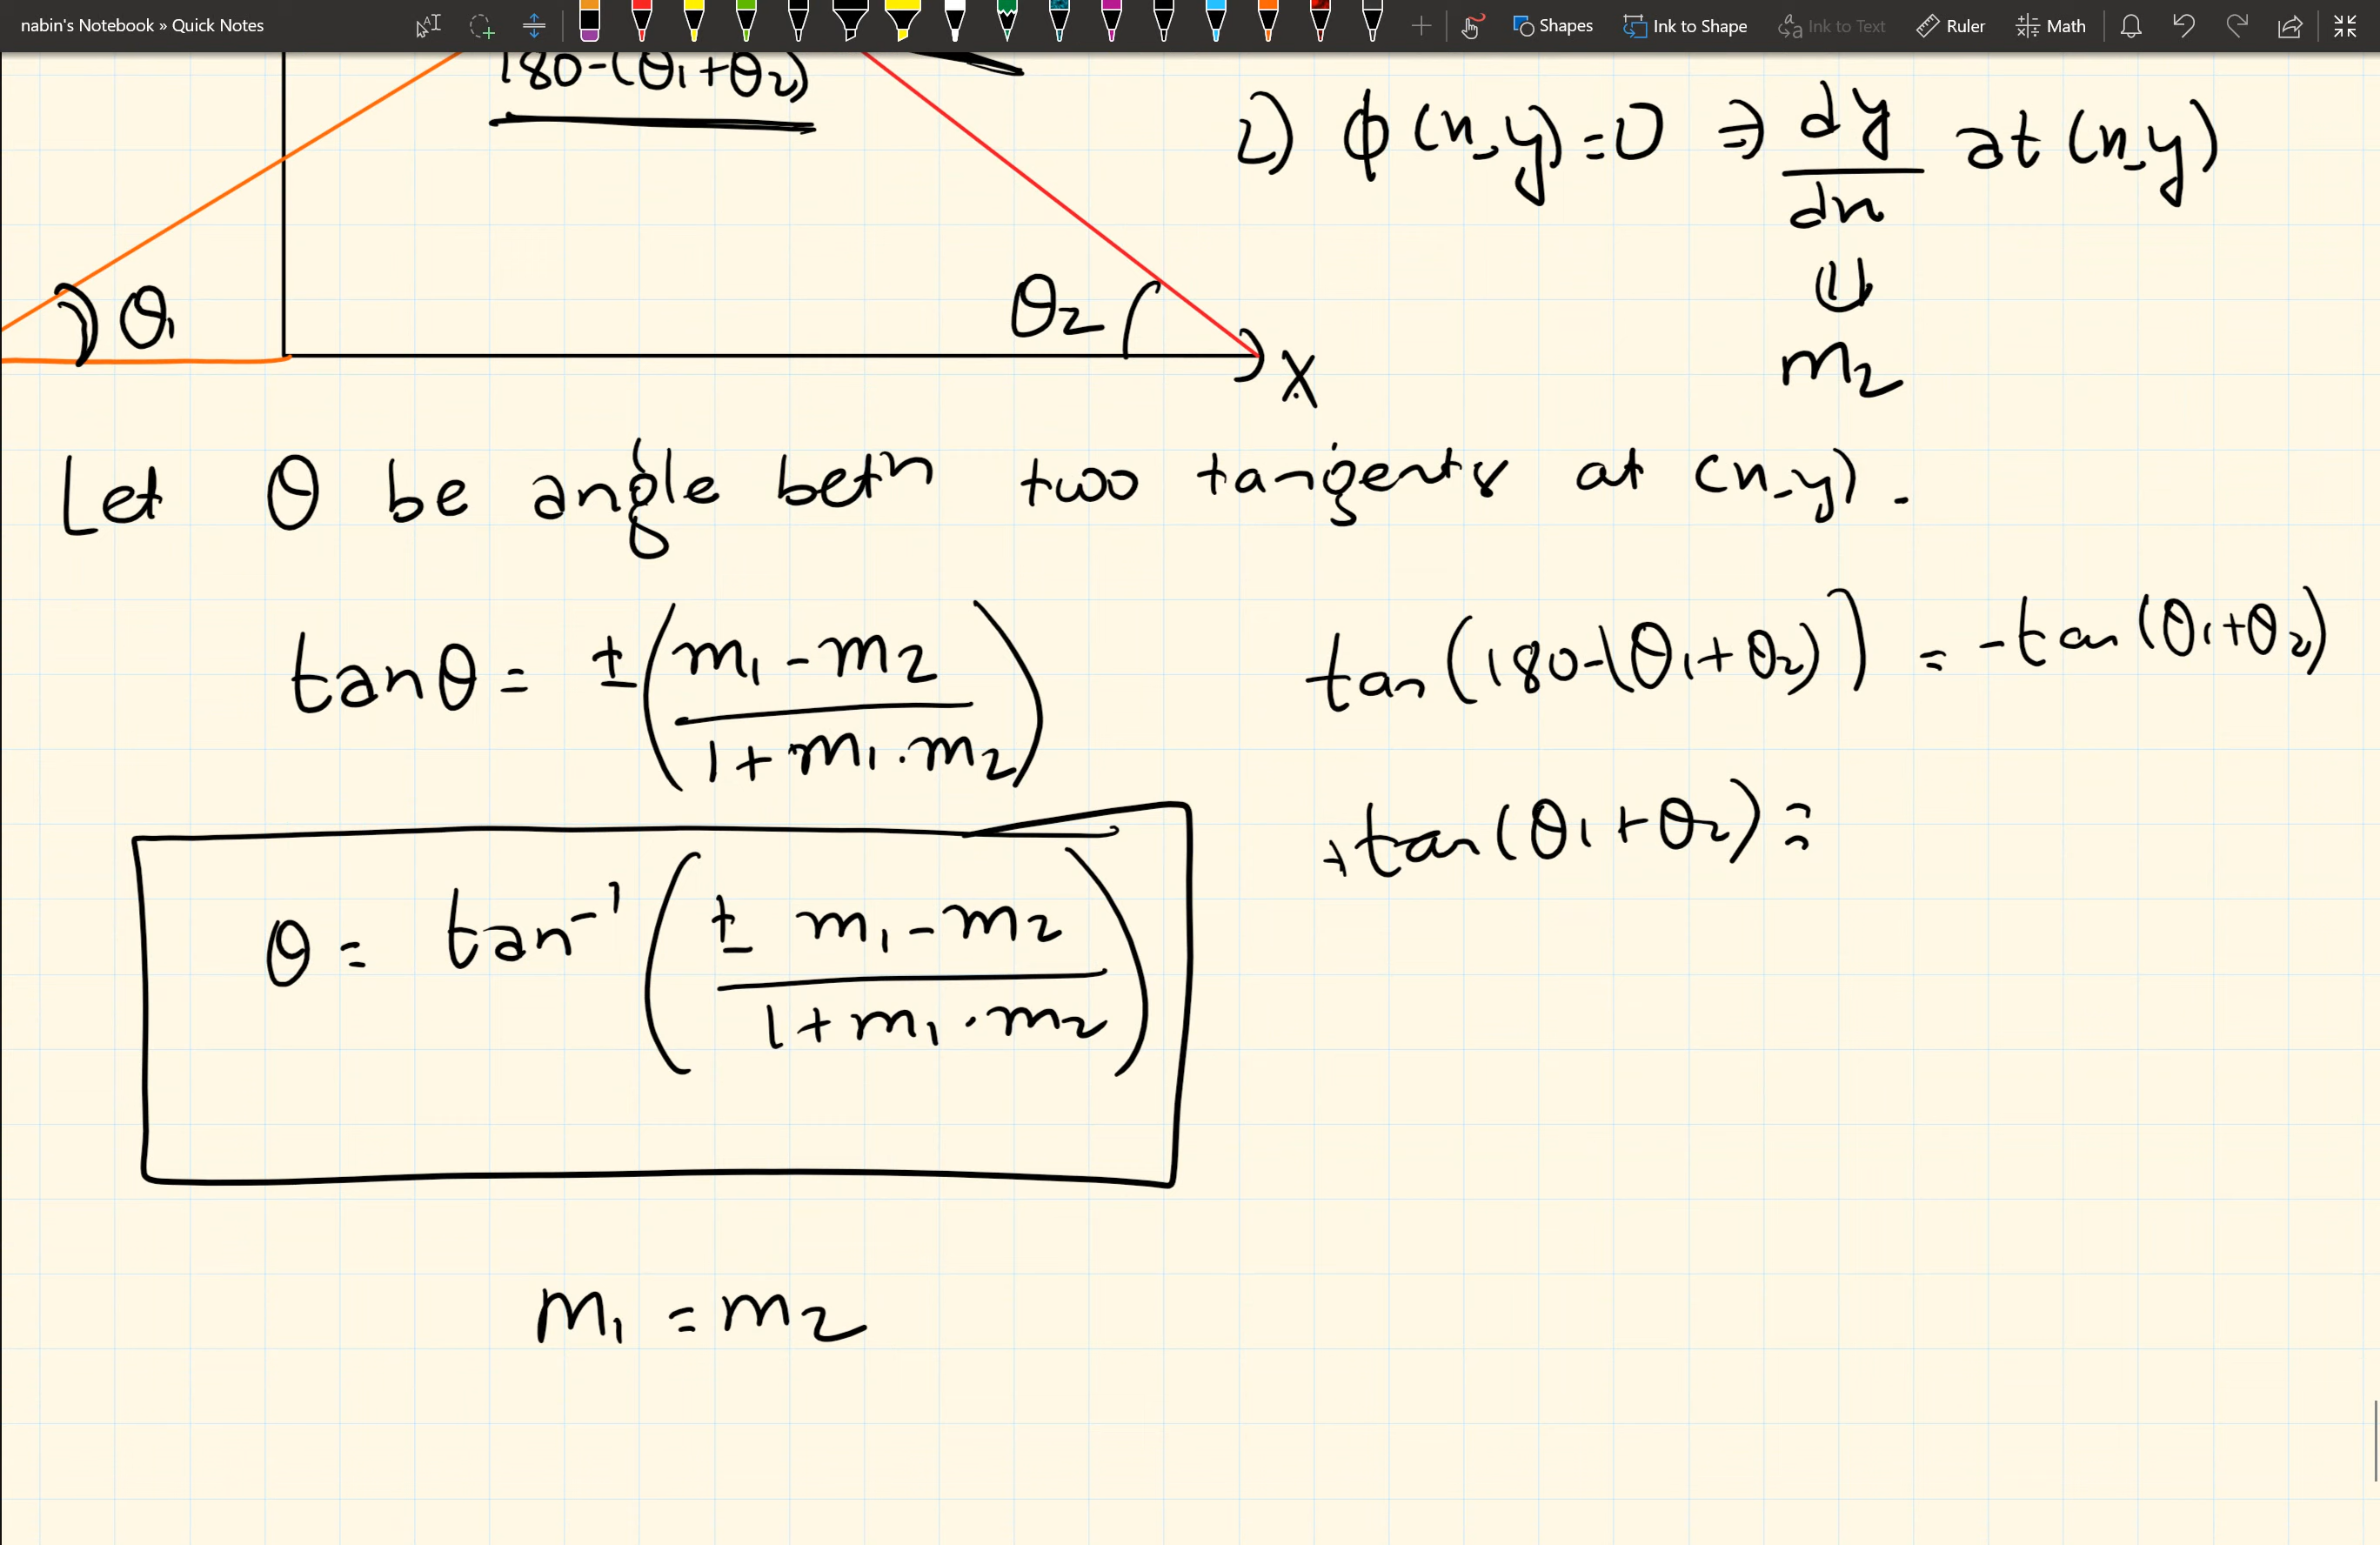 nabin's Notebook » Quick Notes
Shapes Ink to Shape Ink to Text Ruler Math
180-(θ₁+θ₂)
2) ϕ(n,y)=0 ⇒ dy/dn at (n,y)
⇓
m₂
θ₁
θ₂
X
Let θ be angle betn two tangents at (n,y).
tanθ = ±((m₁-m₂)/(1+m₁.m₂))
tan(180-(θ₁+θ₂)) = -tan(θ₁+θ₂)
+tan(θ₁+θ₂) =
θ = tan⁻¹(± (m₁-m₂)/(1+m₁.m₂))
m₁ = m₂